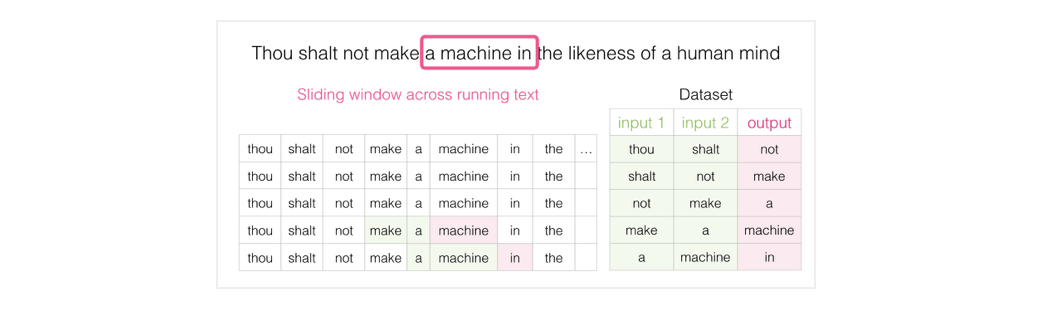 Thou shalt not make a machine in the likeness of a human mind
Sliding window across running text
thou shalt not make a machine in the ...
thou shalt not make a machine in the
thou shalt not make a machine in the
thou shalt not make a machine in the
thou shalt not make a machine in the
Dataset
input 1 input 2 output
thou shalt not
shalt not make
not make a
make a machine
a machine in